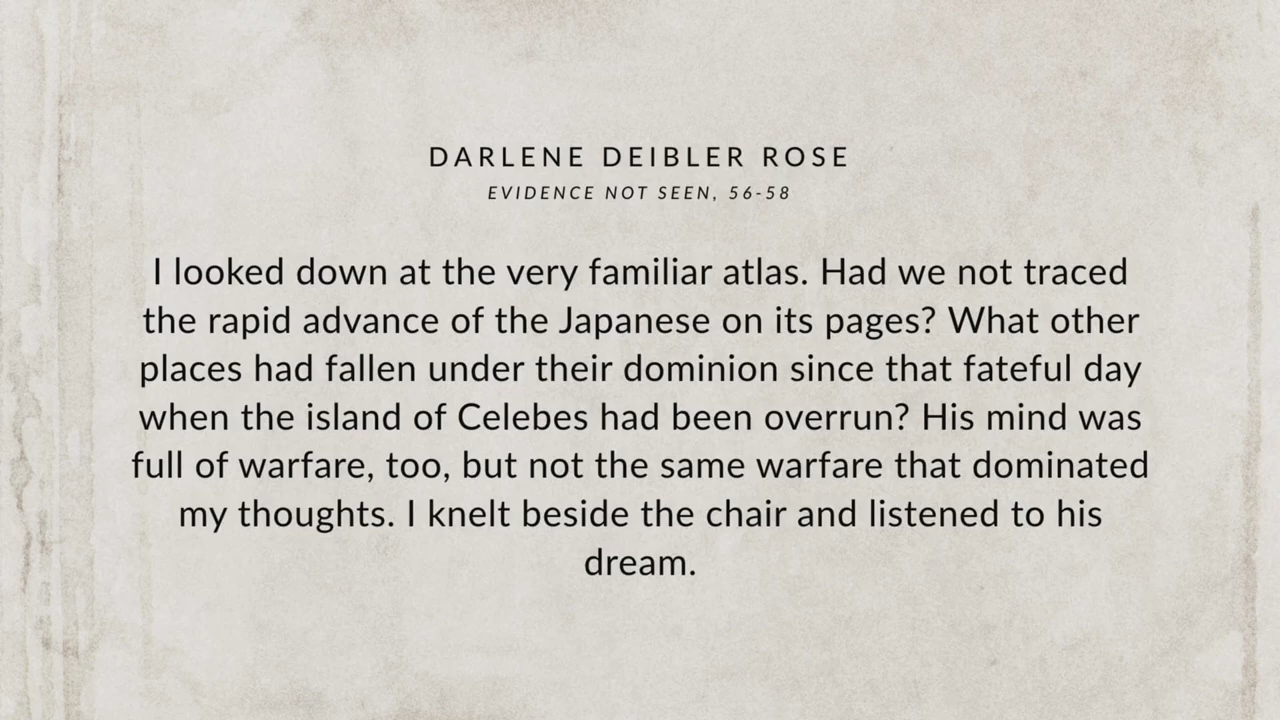 DARLENE DEIBLER ROSE
EVIDENCE NOT SEEN, 56-58
I looked down at the very familiar atlas. Had we not traced
the rapid advance of the Japanese on its pages? What other
places had fallen under their dominion since that fateful day
when the island of Celebes had been overrun? His mind was
full of warfare, too, but not the same warfare that dominated
my thoughts. I knelt beside the chair and listened to his
dream.